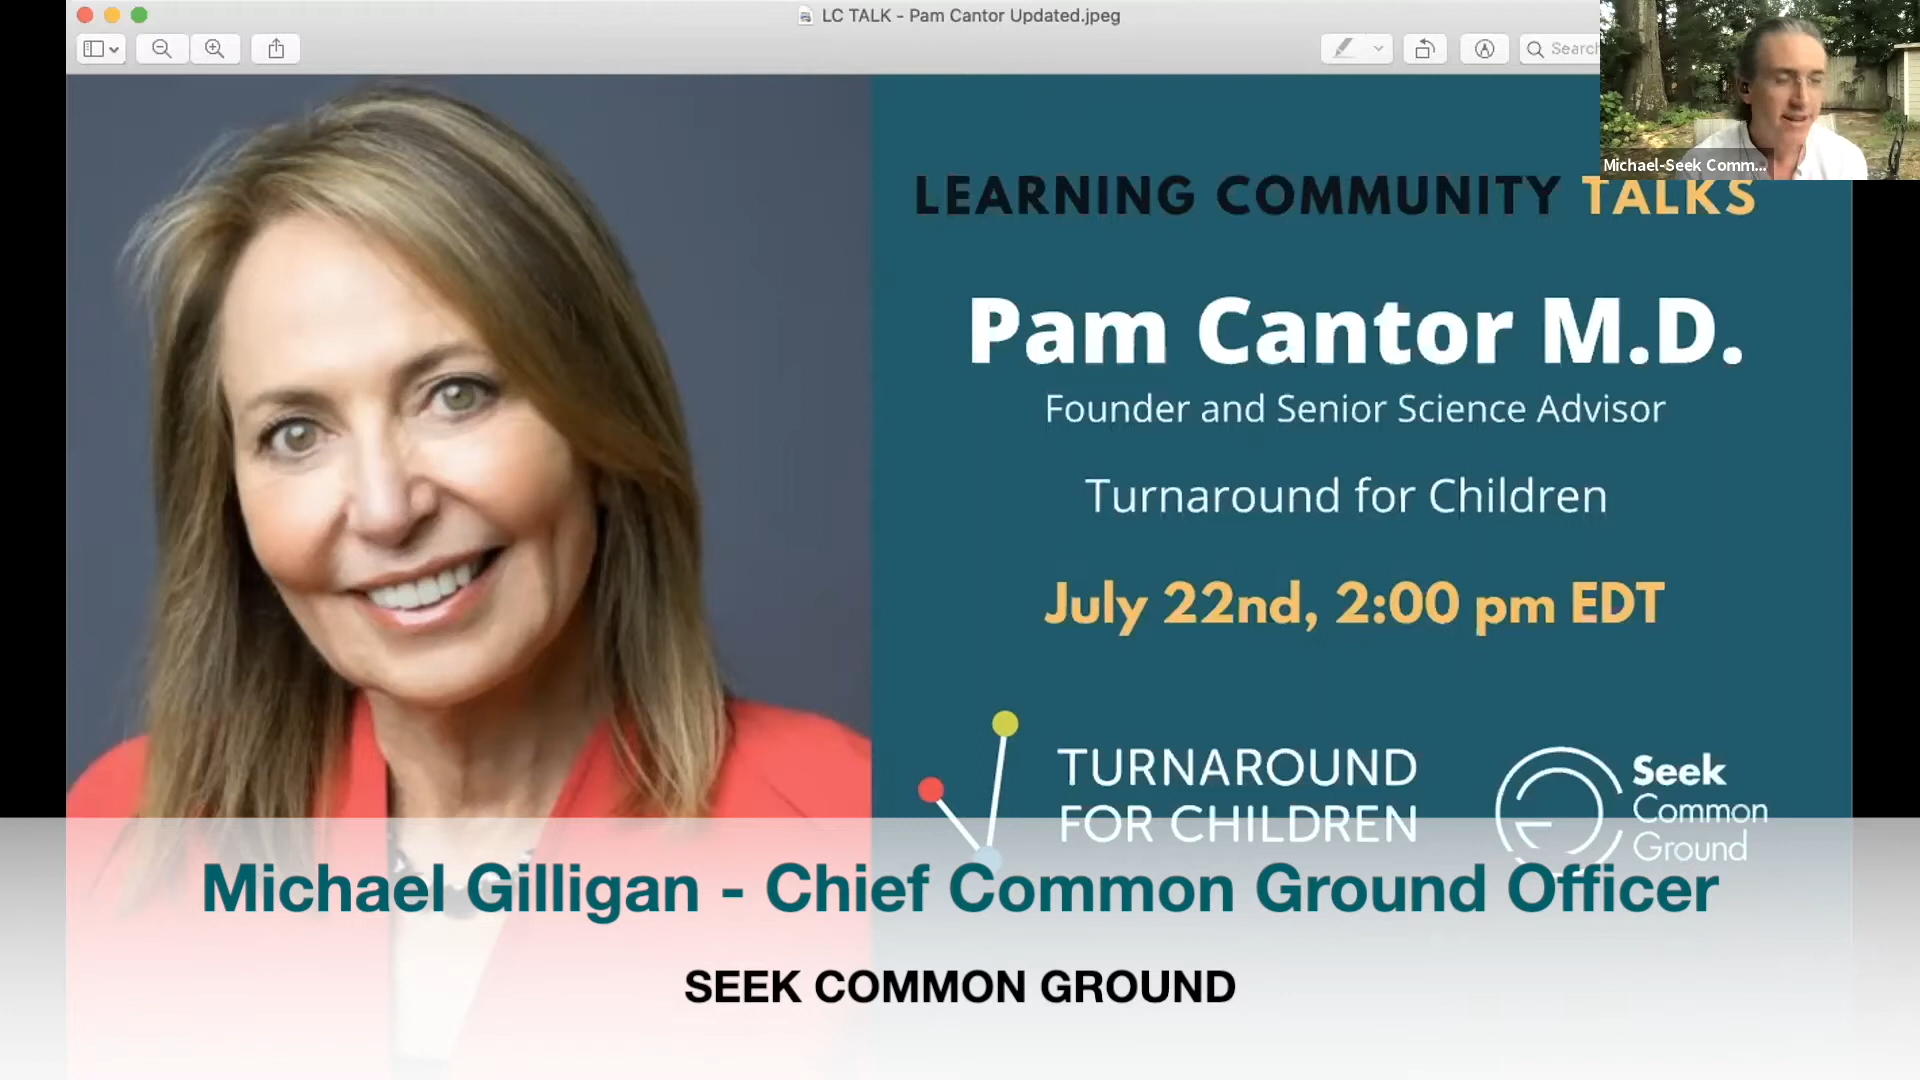 LC TALK - Pam Cantor Updated.jpeg
Search
Michael-Seek Comm...
LEARNING COMMUNITY TALKS
Pam Cantor M.D.
Founder and Senior Science Advisor
Turnaround for Children
July 22nd, 2:00 pm EDT
TURNAROUND
FOR CHILDREN
Seek
Common
Ground
Michael Gilligan - Chief Common Ground Officer
SEEK COMMON GROUND